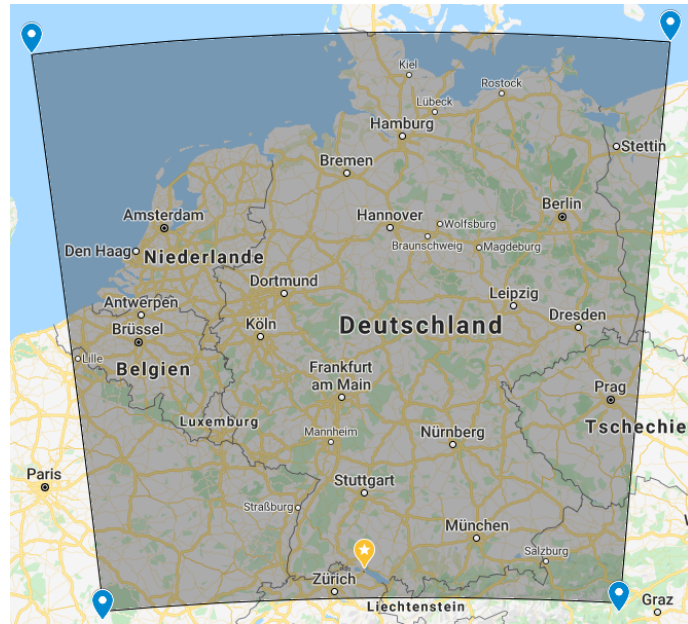 Kiel
Rostock
Lübeck
Hamburg
Stettin
Bremen
Berlin
Amsterdam
Hannover
Wolfsburg
Braunschweig
Magdeburg
Den Haag
Niederlande
Dortmund
Leipzig
Antwerpen
Dresden
Brüssel
Köln
Deutschland
Lille
Belgien
Frankfurt
am Main
Prag
Luxemburg
Mannheim
Nürnberg
Tschechie
Paris
Stuttgart
Straßburg
München
Salzburg
Zürich
Liechtenstein
Graz